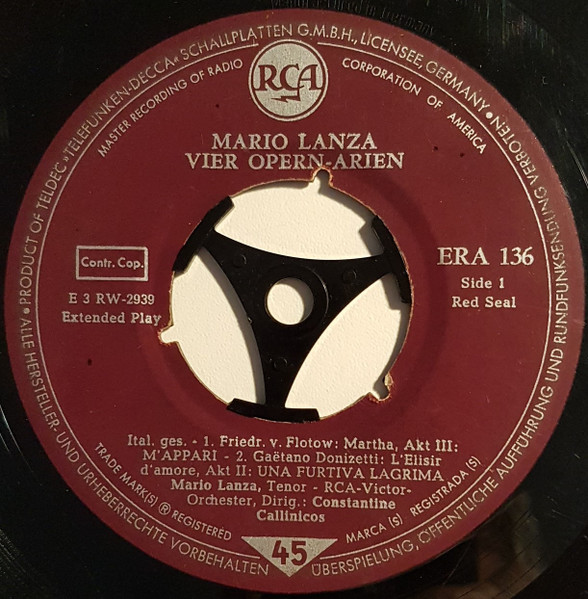 PRODUCT OF TELDEC »TELEFUNKEN-DECCA« SCHALLPLATTEN G.M.B.H., LICENSEE, GERMANY •
ALLE HERSTELLER- UND URHEBERRECHTE VORBEHALTEN
ÜBERSPIELUNG, ÖFFENTLICHE AUFFÜHRUNG UND RUNDFUNKSENDUNG VERBOTEN •
MASTER RECORDING OF RADIO CORPORATION OF AMERICA
RCA
MARIO LANZA
VIER OPERN-ARIEN
Contr. Cop.
E 3 RW-2939
Extended Play
ERA 136
Side 1
Red Seal
Ital. ges. - 1. Friedr. v. Flotow: Martha, Akt III:
M'APPARI - 2. Gaëtano Donizetti: L'Elisir
d'amore, Akt II: UNA FURTIVA LAGRIMA
Mario Lanza, Tenor - RCA-Victor-
Orchester, Dirig.: Constantine
Callinicos
TRADE MARK(S) ® REGISTERED
MARCA (S) REGISTRADA (S)
45